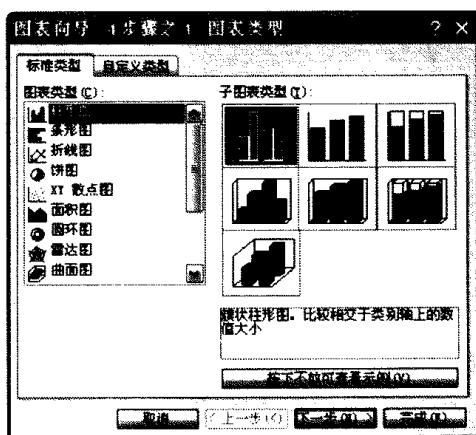 图表向导 - 4 步骤之 1 - 图表类型
标准类型 自定义类型
图表类型(C):
柱形图
条形图
折线图
饼图
XY 散点图
面积图
圆环图
雷达图
曲面图
子图表类型(T):
簇状柱形图。比较相交于类别轴上的数
值大小
按下不放可查看示例(V)
取消 < 上一步(B) 下一步(N) > 完成(F)